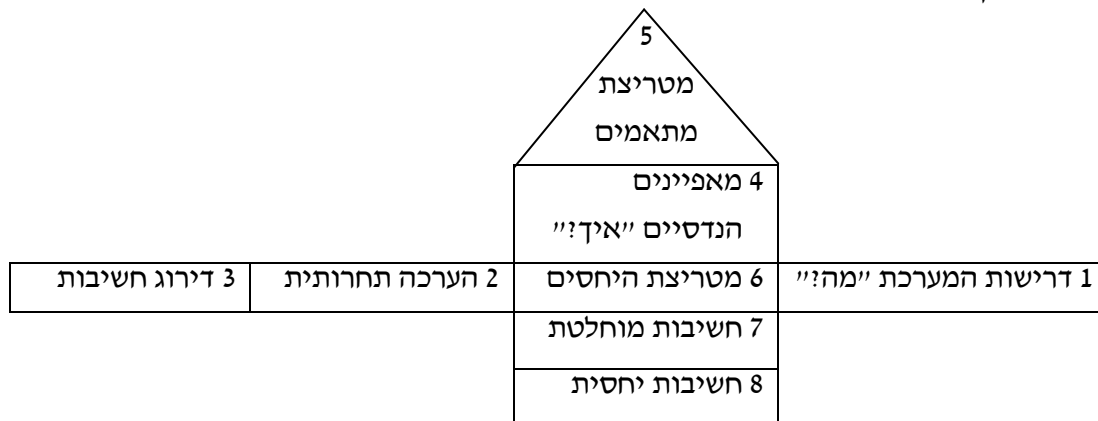 5
מטריצת
מתאמים
4 מאפיינים
הנדסיים "איך?"
1 דרישות המערכת "מה?"
6 מטריצת היחסים
2 הערכה תחרותית
3 דירוג חשיבות
7 חשיבות מוחלטת
8 חשיבות יחסית